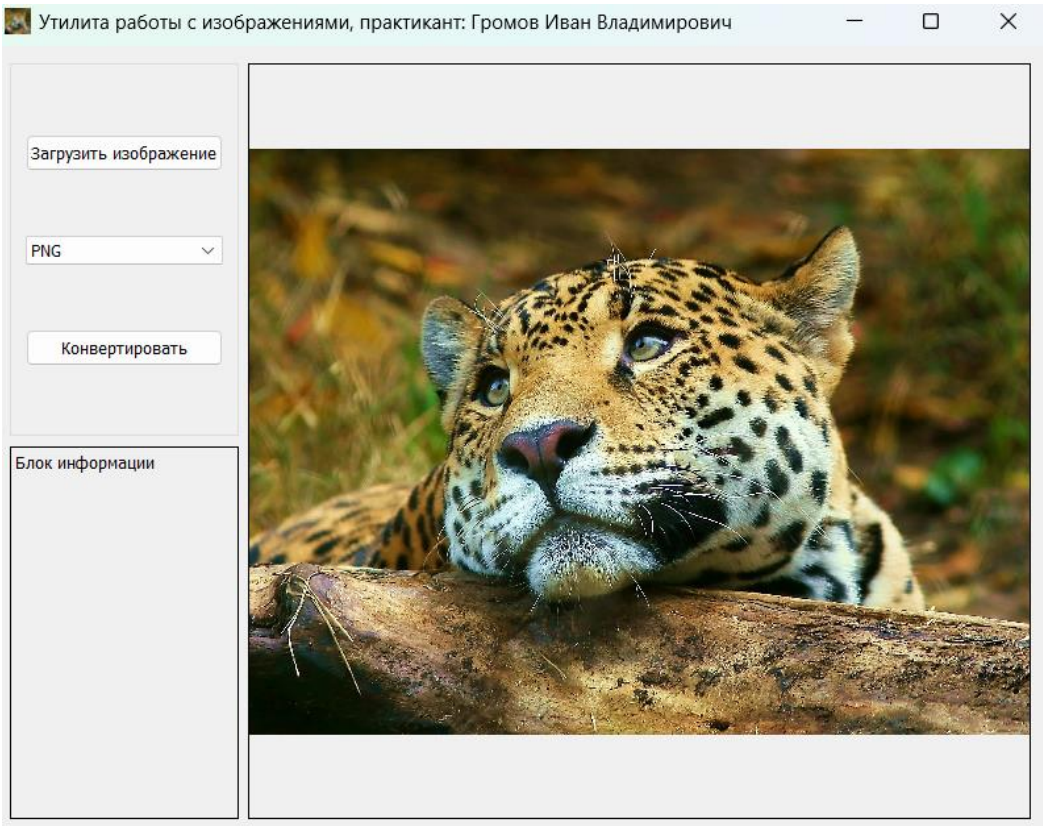 Утилита работы с изображениями, практикант: Громов Иван Владимирович
Загрузить изображение
PNG
Конвертировать
Блок информации